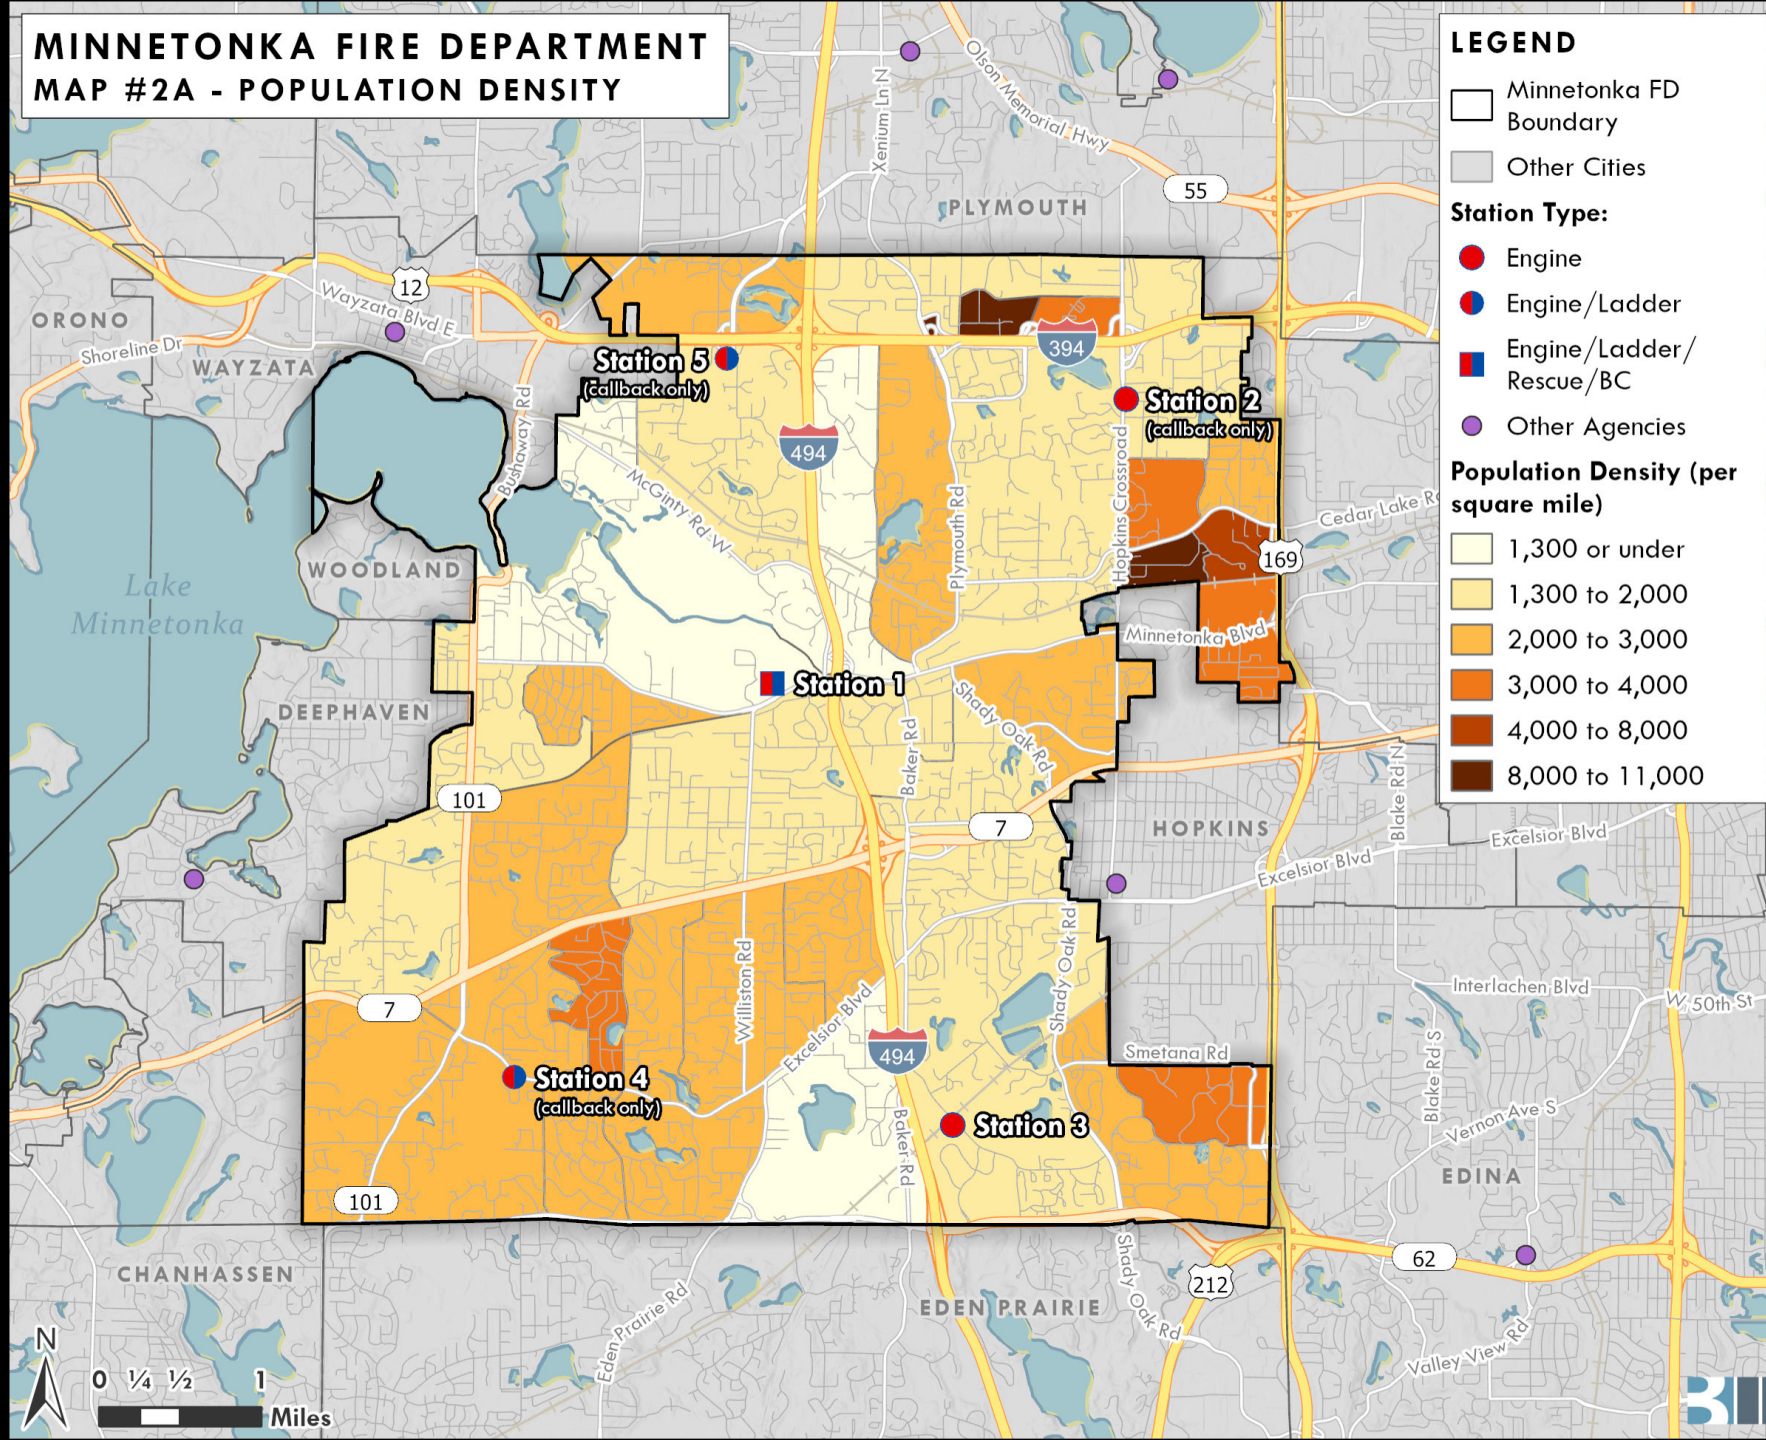 MINNETONKA FIRE DEPARTMENT
MAP #2A - POPULATION DENSITY
LEGEND
Minnetonka FD
Boundary
Other Cities
Station Type:
Engine
Engine/Ladder
Engine/Ladder/
Rescue/BC
Other Agencies
Population Density (per
square mile)
1,300 or under
1,300 to 2,000
2,000 to 3,000
3,000 to 4,000
4,000 to 8,000
8,000 to 11,000
Xenium Ln N
Olson Memorial Hwy
55
PLYMOUTH
12
Wayzata Blvd E
ORONO
Shoreline Dr
WAYZATA
394
Station 5
(callback only)
Station 2
(callback only)
Bushaway Rd
494
McGinty Rd W
Plymouth Rd
Hopkins Crossroad
Cedar Lake Rd
169
WOODLAND
Lake
Minnetonka
Minnetonka Blvd
Station 1
DEEPHAVEN
Shady Oak Rd
Baker Rd
101
7
HOPKINS
Blake Rd N
Excelsior Blvd
Excelsior Blvd
Williston Rd
Shady Oak Rd
7
Excelsior Blvd
Interlachen Blvd
W 50th St
494
Smetana Rd
Blake Rd S
Station 4
(callback only)
Station 3
Vernon Ave S
Baker Rd
EDINA
101
CHANHASSEN
62
212
Shady Oak Rd
EDEN PRAIRIE
Eden Prairie Rd
Valley View Rd
N
0 ¼ ½ 1
Miles